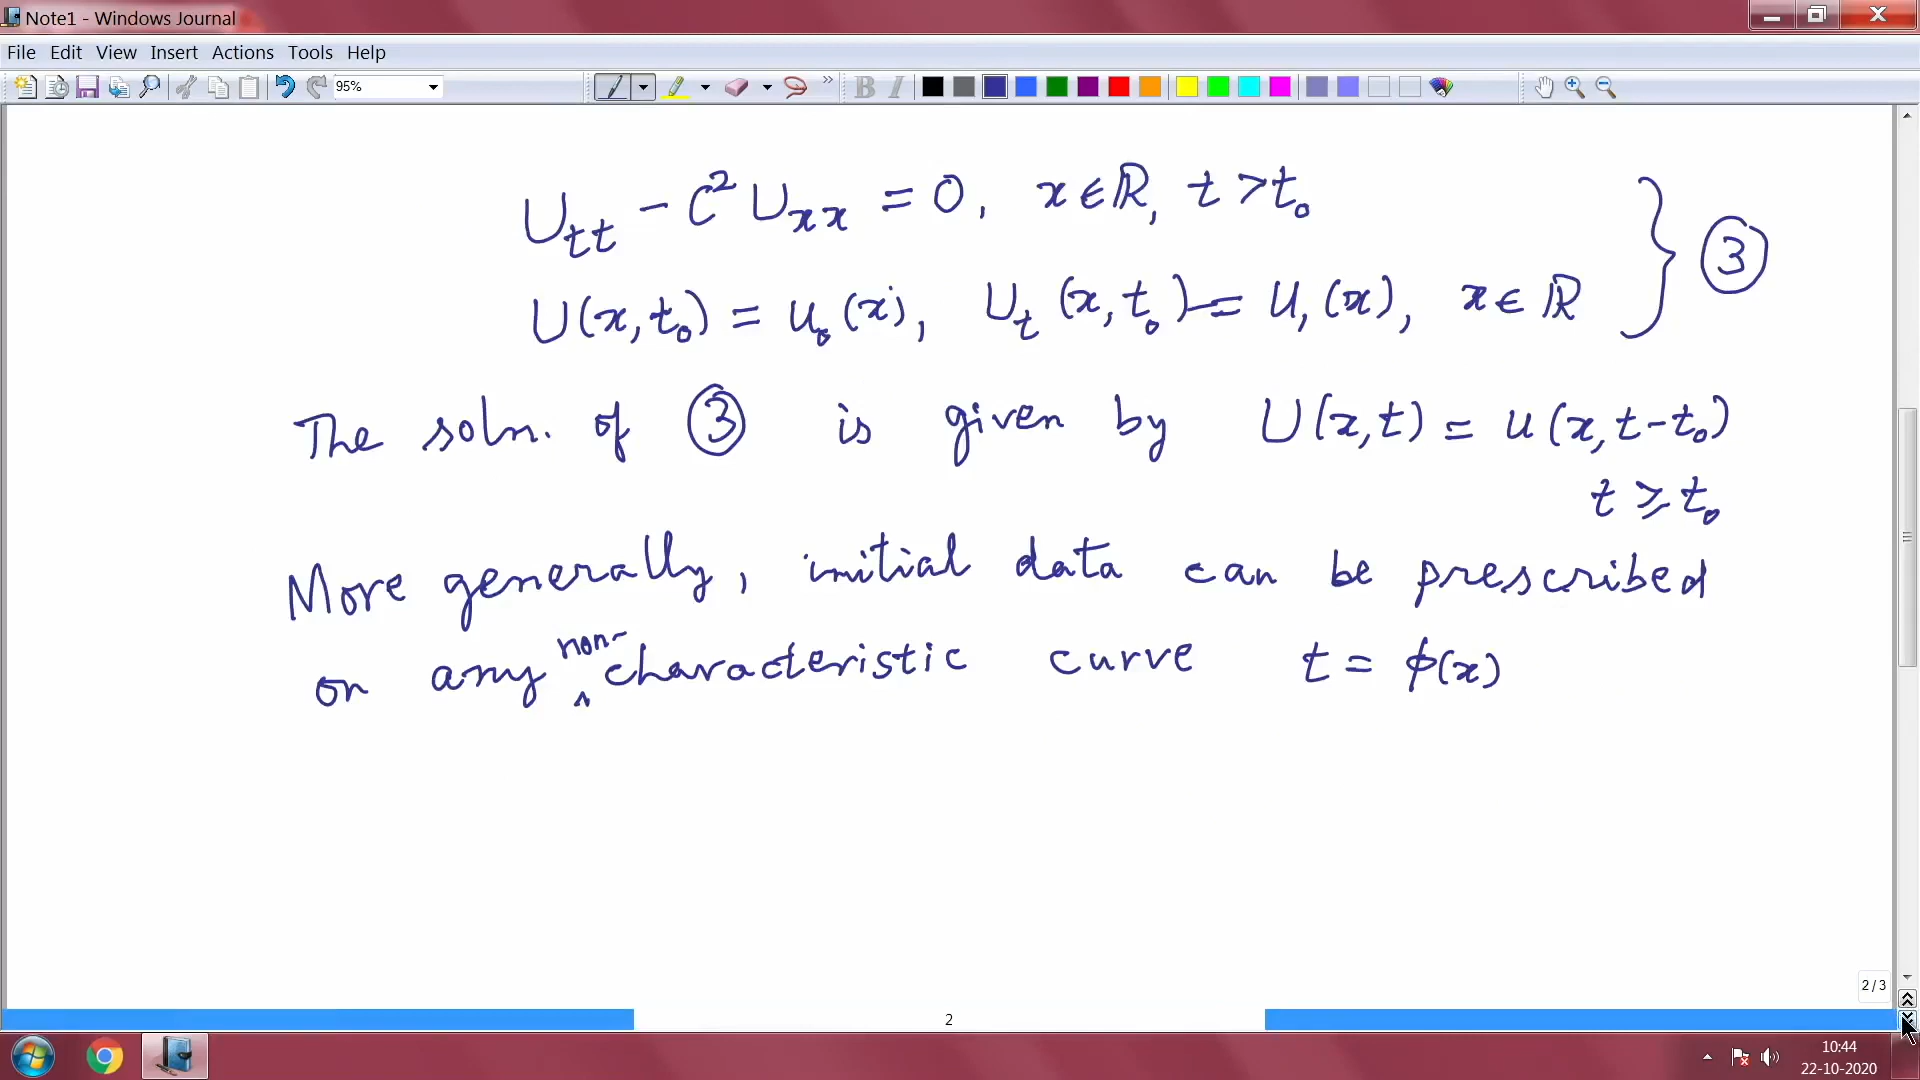 Note1 - Windows Journal
File Edit View Insert Actions Tools Help
95%
B I
U_tt - C² U_xx = 0, x ∈ ℝ, t > t₀
U(x, t₀) = u₀(x), U_t (x, t₀) = u₁(x), x ∈ ℝ } ③
The soln. of ③ is given by U(x,t) = u(x, t-t₀)
t ≥ t₀
More generally, initial data can be prescribed
on any non-characteristic curve t = ϕ(x)
2 / 3
2
10:44
22-10-2020